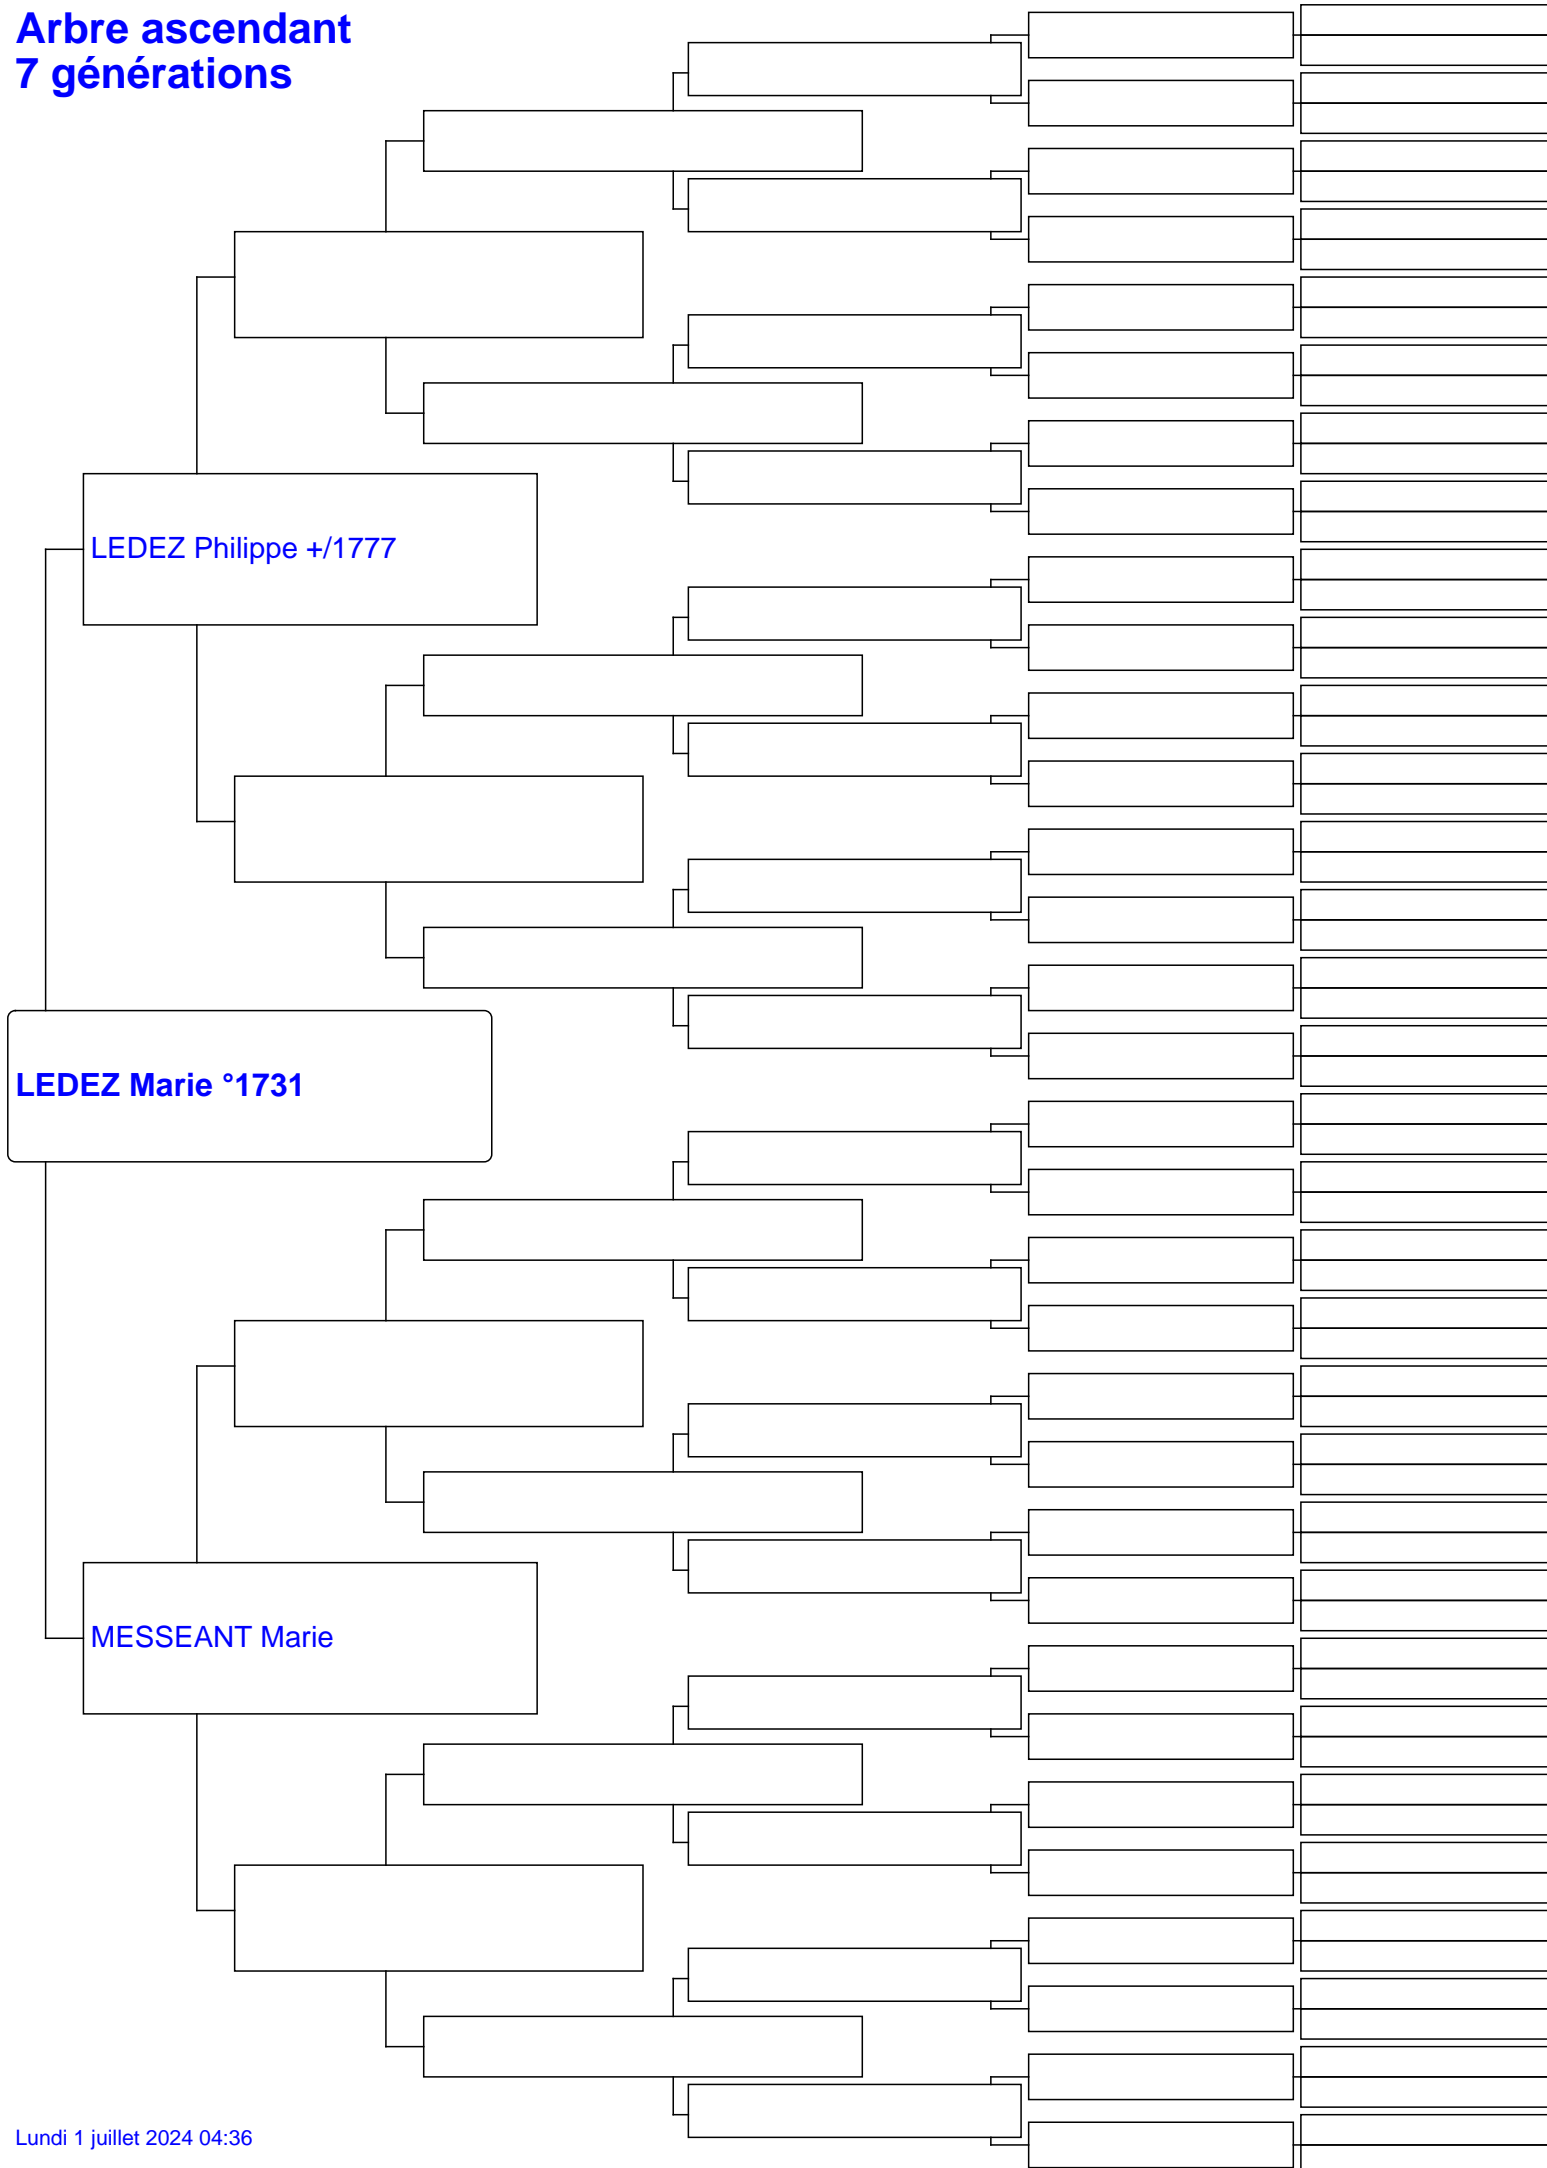 Arbre ascendant
7 générations
LEDEZ Philippe +/1777
LEDEZ Marie °1731
MESSEANT Marie
Lundi 1 juillet 2024 04:36